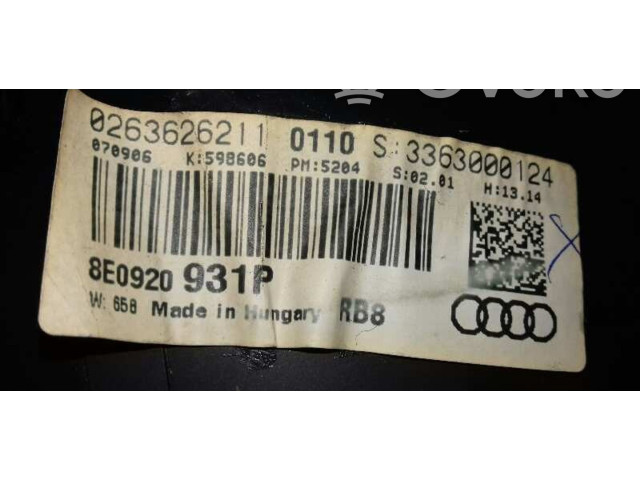 0263626211 0110 S:3363000124
070906 K:598606 PM:5204 S:02.01 H:13.14
8E0920 931P
W: 658 Made in Hungary RB8